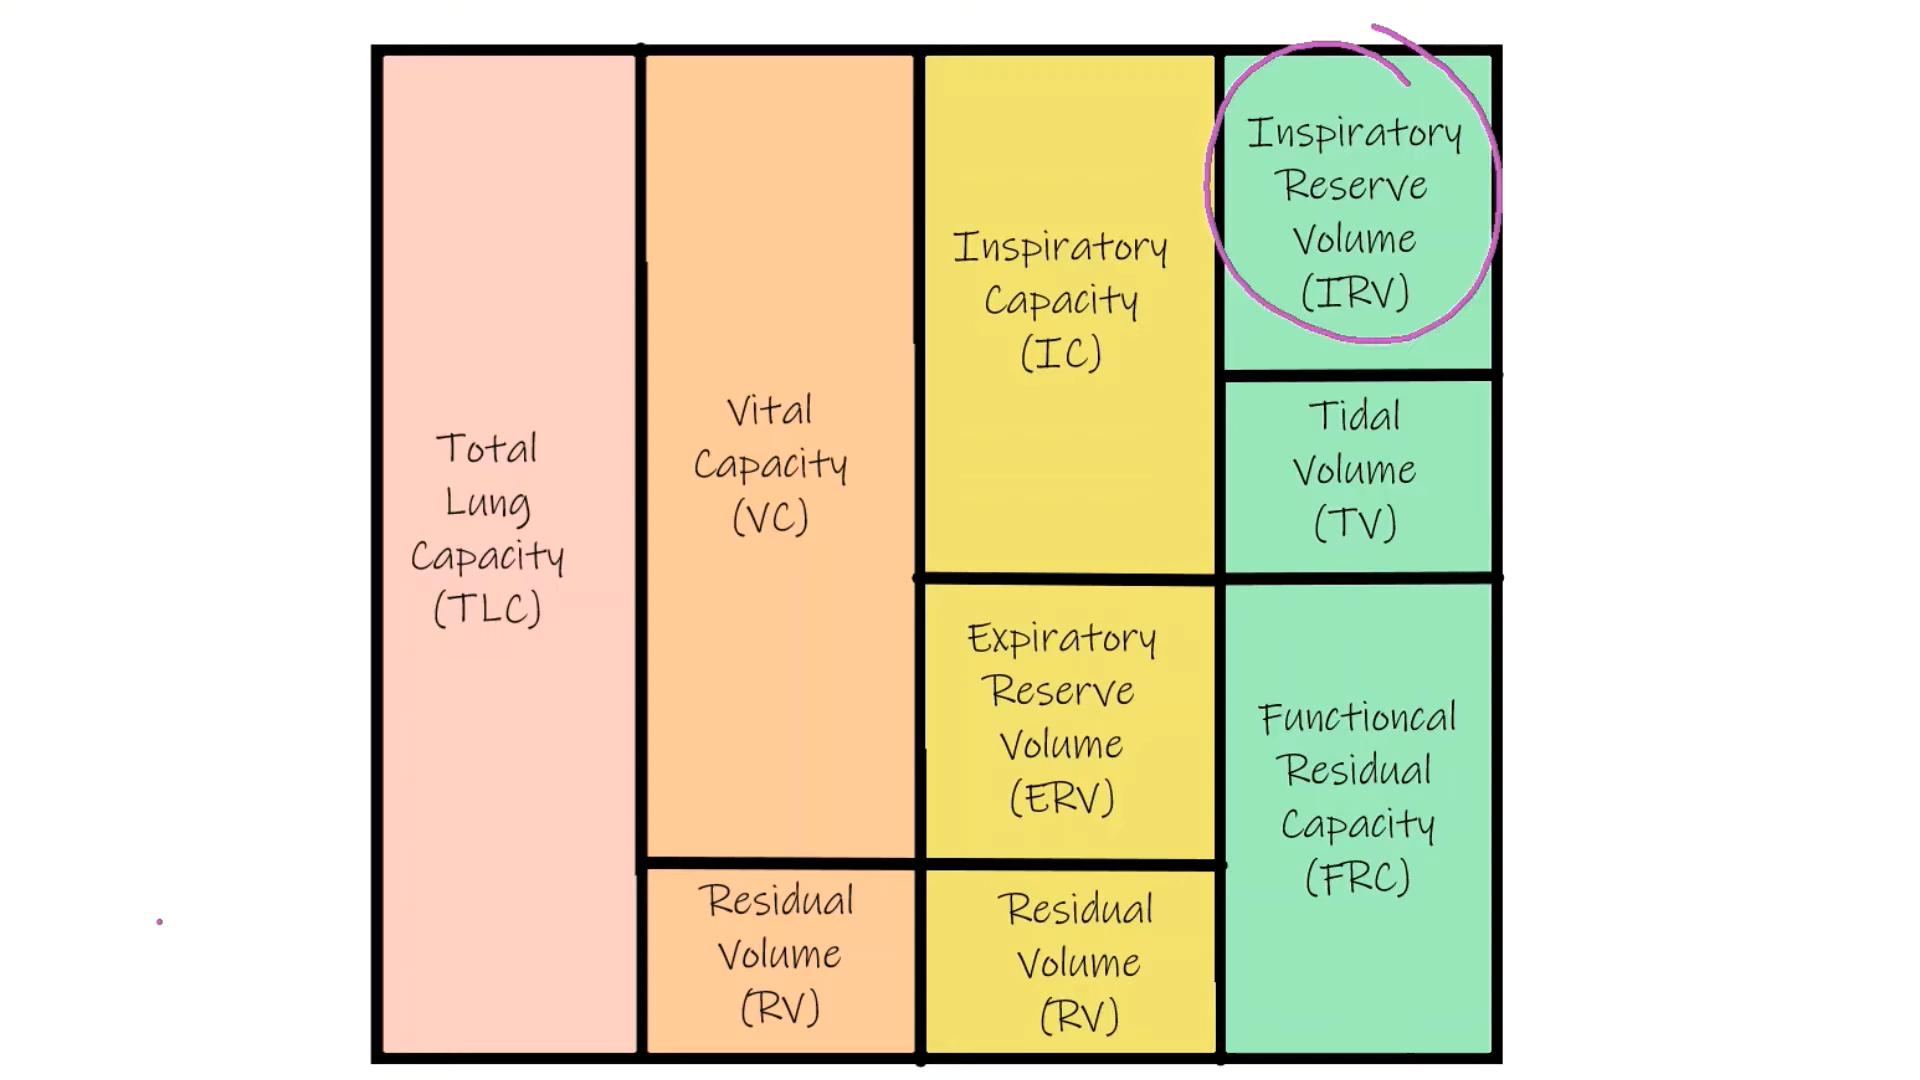 Total
Lung
Capacity
(TLC)
Vital
Capacity
(VC)
Residual
Volume
(RV)
Inspiratory
Capacity
(IC)
Expiratory
Reserve
Volume
(ERV)
Residual
Volume
(RV)
Inspiratory
Reserve
Volume
(IRV)
Tidal
Volume
(TV)
Functioncal
Residual
Capacity
(FRC)